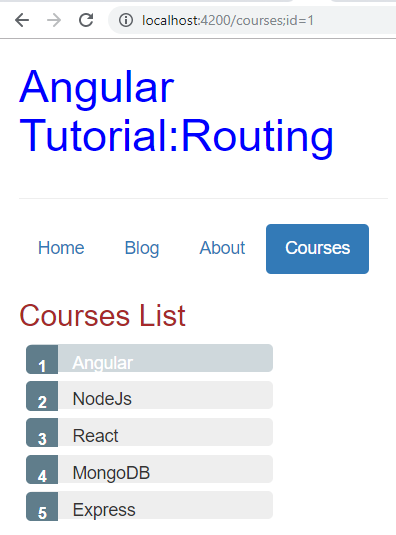 localhost:4200/courses;id=1
Angular
Tutorial:Routing
Home Blog About Courses
Courses List
1 Angular
2 NodeJs
3 React
4 MongoDB
5 Express